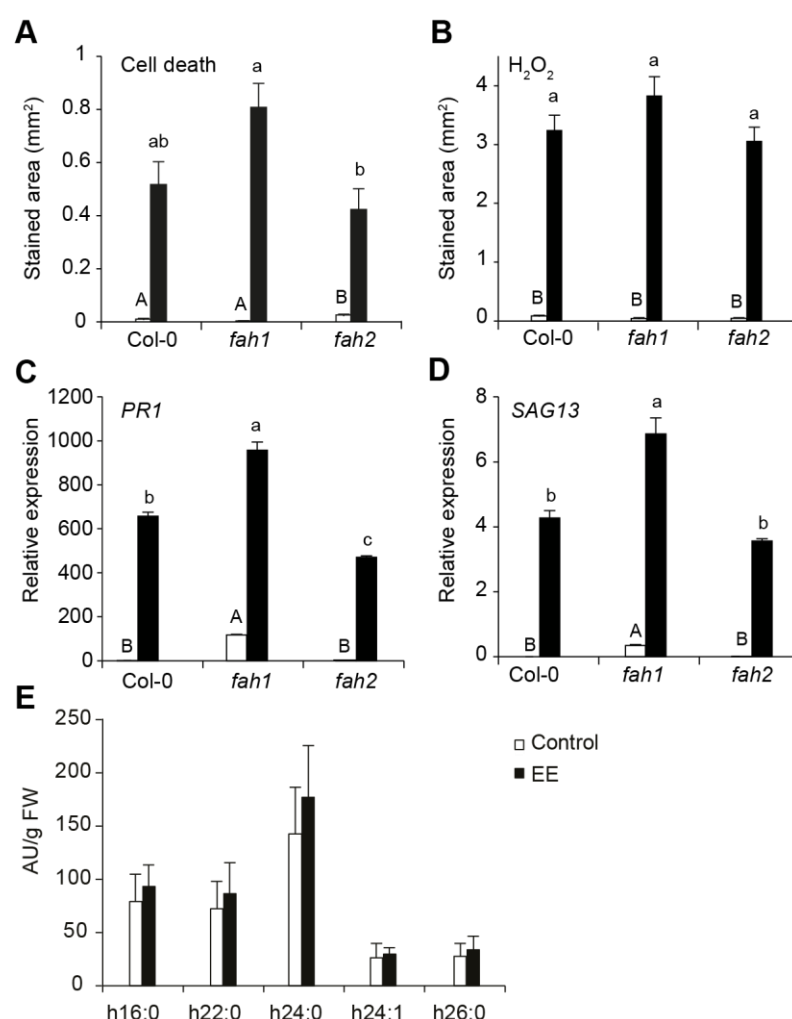 A
Cell death
Stained area (mm²)
1
0.8
0.6
0.4
0.2
0
ab
a
b
A
A
B
Col-0 fah1 fah2
B
H₂O₂
Stained area (mm²)
4
3
2
1
0
a
a
a
B
B
B
Col-0 fah1 fah2
C
PR1
Relative expression
1200
1000
800
600
400
200
0
b
a
c
B
A
B
Col-0 fah1 fah2
D
SAG13
Relative expression
8
6
4
2
0
b
a
b
B
A
B
Col-0 fah1 fah2
E
AU/g FW
250
200
150
100
50
0
h16:0 h22:0 h24:0 h24:1 h26:0
Control
EE